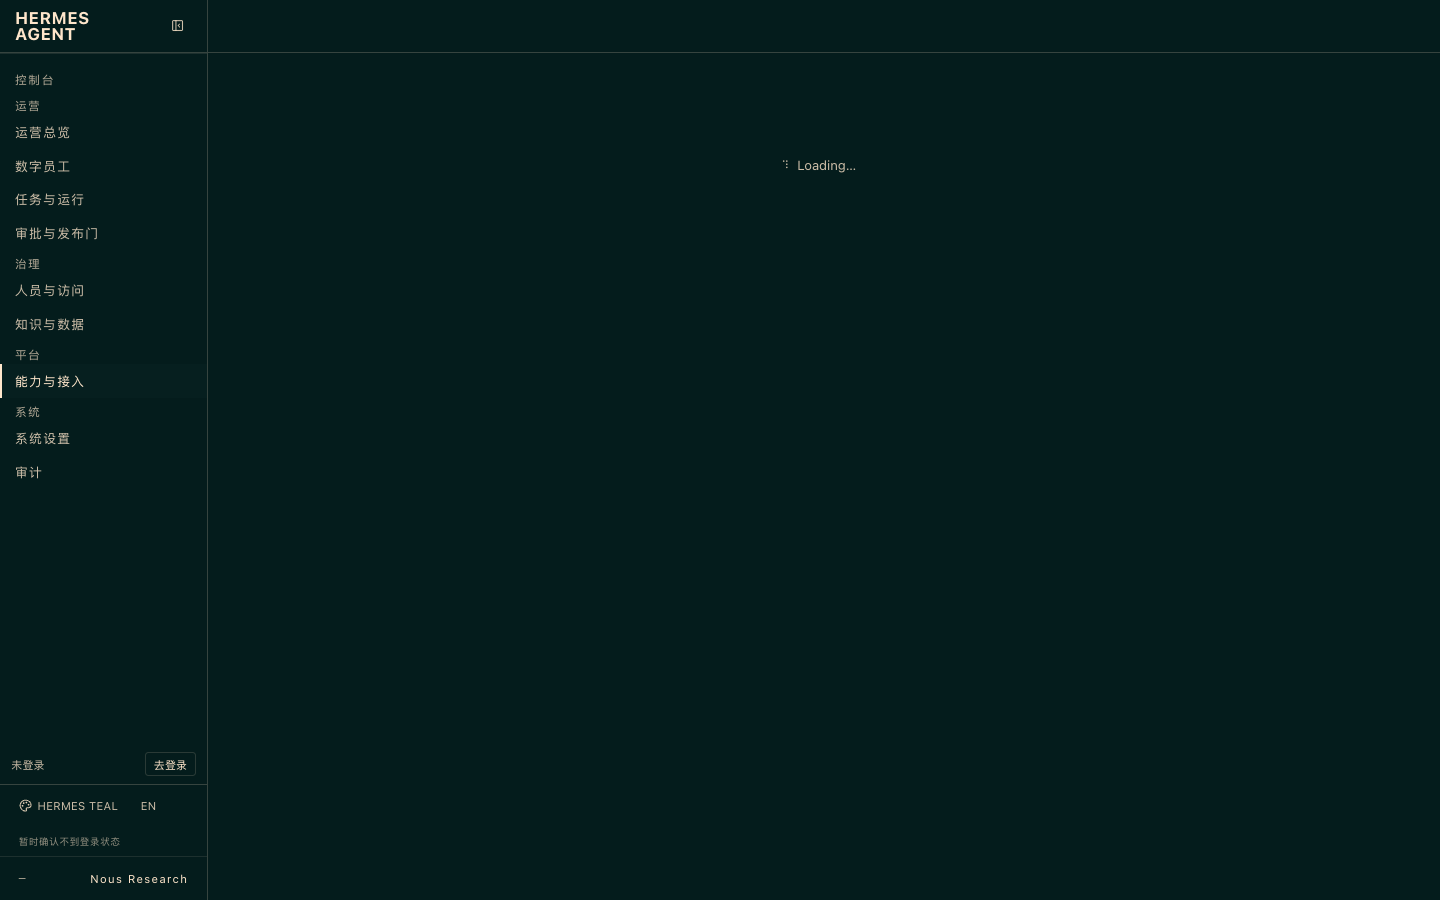 HERMES
AGENT
控制台
运营
运营总览
数字员工
任务与运行
审批与发布门
治理
人员与访问
知识与数据
平台
能力与接入
系统
系统设置
审计
Loading...
未登录
去登录
HERMES TEAL
EN
暂时确认不到登录状态
—
Nous Research